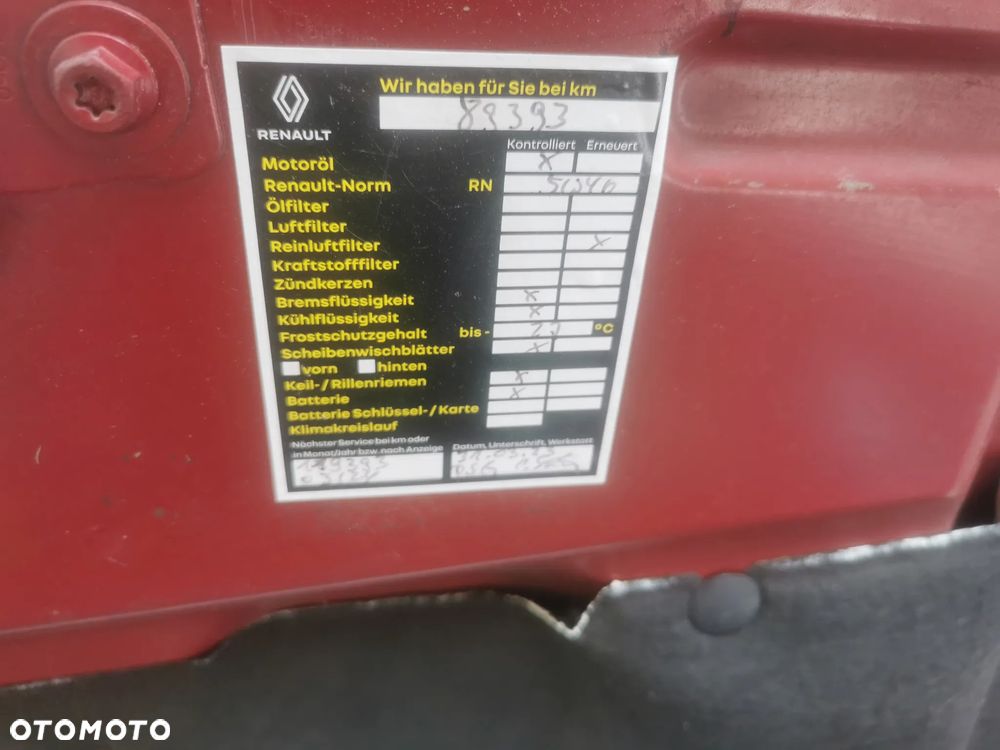 Wir haben für Sie bei km
RENAULT
89393
Kontrolliert Erneuert
Motoröl X
Renault-Norm RN 5W40
Ölfilter
Luftfilter
Reinluftfilter X
Kraftstofffilter
Zündkerzen
Bremsflüssigkeit X
Kühlflüssigkeit X
Frostschutzgehalt bis - °C
Scheibenwischblätter X
vorn hinten
Keil-/Rillenriemen X
Batterie X
Batterie Schlüssel-/Karte
Klimakreislauf
Nächster Service bei km oder
in Monat/Jahr bzw. nach Anzeige
Datum, Unterschrift, Werkstatt
OTOMOTO